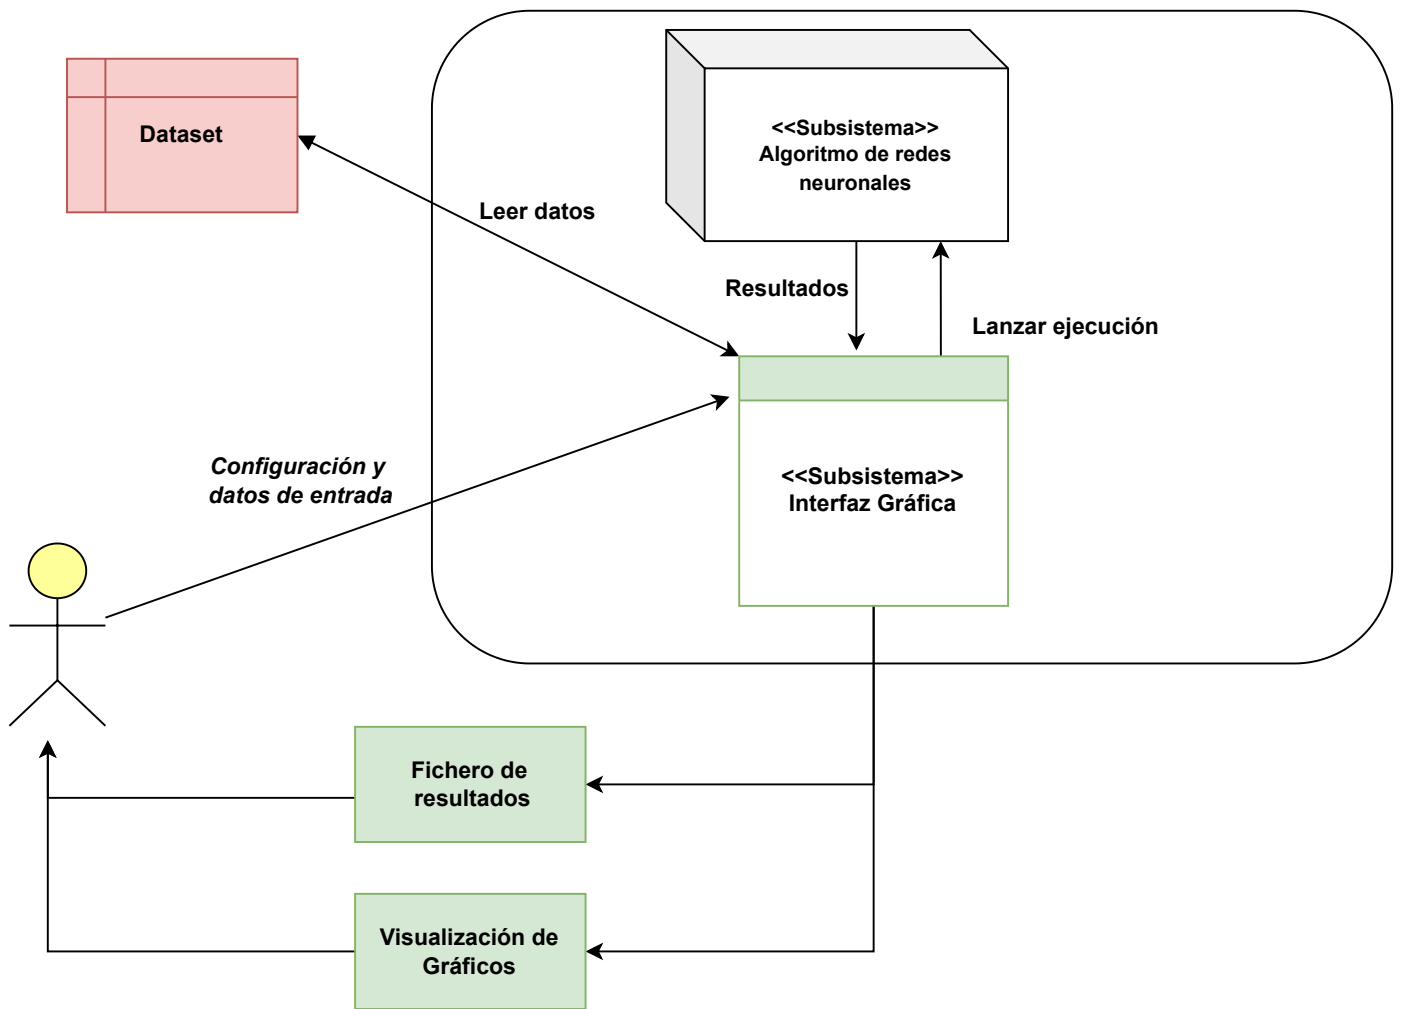 <<Subsistema>>
Algoritmo de redes
neuronales
Dataset
Leer datos
Resultados
Lanzar ejecución
Configuración y
datos de entrada
<<Subsistema>>
Interfaz Gráfica
Fichero de
resultados
Visualización de
Gráficos